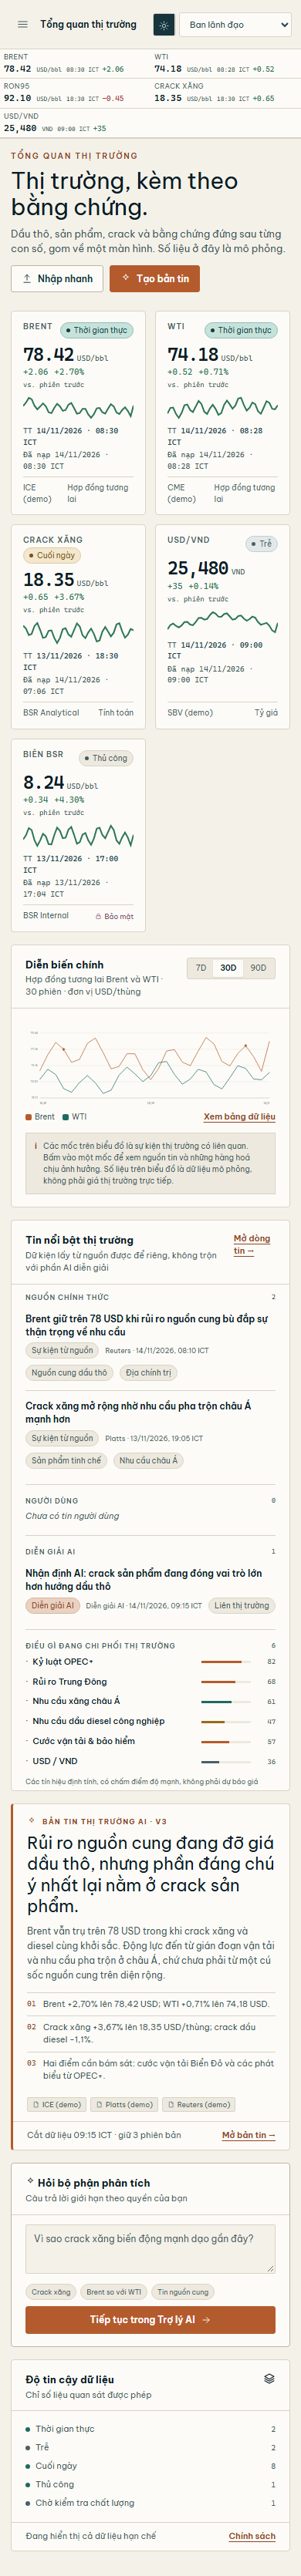 Tổng quan thị trường
Ban lãnh đạo
BRENT
78.42 USD/bbl 08:30 ICT +2.06
WTI
74.18 USD/bbl 08:28 ICT +0.52
RON95
92.10 USD/bbl 18:30 ICT −0.45
CRACK XĂNG
18.35 USD/bbl 18:30 ICT +0.65
USD/VND
25,480 VND 09:00 ICT +35
TỔNG QUAN THỊ TRƯỜNG
Thị trường, kèm theo
bằng chứng.
Dầu thô, sản phẩm, crack và bằng chứng đứng sau từng
con số, gom về một màn hình. Số liệu ở đây là mô phỏng.
Nhập nhanh
Tạo bản tin
BRENT
Thời gian thực
78.42 USD/bbl
+2.06 +2.70%
vs. phiên trước
TT 14/11/2026 · 08:30
ICT
Đã nạp 14/11/2026 ·
08:30 ICT
ICE
(demo)
Hợp đồng tương
lai
WTI
Thời gian thực
74.18 USD/bbl
+0.52 +0.71%
vs. phiên trước
TT 14/11/2026 · 08:28
ICT
Đã nạp 14/11/2026 ·
08:28 ICT
CME
(demo)
Hợp đồng tương
lai
CRACK XĂNG
Cuối ngày
18.35 USD/bbl
+0.65 +3.67%
vs. phiên trước
TT 13/11/2026 · 18:30
ICT
Đã nạp 14/11/2026 ·
07:06 ICT
BSR Analytical
Tính toán
USD/VND
Trễ
25,480 VND
+35 +0.14%
vs. phiên trước
TT 14/11/2026 · 09:00
ICT
Đã nạp 14/11/2026 ·
09:00 ICT
SBV (demo)
Tỷ giá
BIÊN BSR
Thủ công
8.24 USD/bbl
+0.34 +4.30%
vs. phiên trước
TT 13/11/2026 · 17:00
ICT
Đã nạp 13/11/2026 ·
17:04 ICT
BSR Internal
Bảo mật
Diễn biến chính
Hợp đồng tương lai Brent và WTI ·
30 phiên · đơn vị USD/thùng
7D
30D
90D
Brent
WTI
Xem bảng dữ liệu
i Các mốc trên biểu đồ là sự kiện thị trường có liên quan.
Bấm vào một mốc để xem nguồn tin và những hàng hoá
chịu ảnh hưởng. Số liệu trên biểu đồ là dữ liệu mô phỏng,
không phải giá thị trường trực tiếp.
Tin nổi bật thị trường
Dữ kiện lấy từ nguồn được để riêng, không trộn
với phần AI diễn giải
Mở dòng
tin →
NGUỒN CHÍNH THỨC
2
Brent giữ trên 78 USD khi rủi ro nguồn cung bù đắp sự
thận trọng về nhu cầu
Sự kiện từ nguồn
Reuters · 14/11/2026, 08:10 ICT
Nguồn cung dầu thô
Địa chính trị
Crack xăng mở rộng nhờ nhu cầu pha trộn châu Á
mạnh hơn
Sự kiện từ nguồn
Platts · 13/11/2026, 19:05 ICT
Sản phẩm tinh chế
Nhu cầu châu Á
NGƯỜI DÙNG
0
Chưa có tin người dùng
DIỄN GIẢI AI
1
Nhận định AI: crack sản phẩm đang đóng vai trò lớn
hơn hướng dầu thô
Diễn giải AI
Diễn giải AI · 14/11/2026, 09:15 ICT
Liên thị trường
ĐIỀU GÌ ĐANG CHI PHỐI THỊ TRƯỜNG
6
· Kỷ luật OPEC+
82
· Rủi ro Trung Đông
68
· Nhu cầu xăng châu Á
61
· Nhu cầu dầu diesel công nghiệp
47
· Cước vận tải & bảo hiểm
57
· USD / VND
36
Các tín hiệu định tính, có chấm điểm độ mạnh, không phải dự báo giá
BẢN TIN THỊ TRƯỜNG AI · V3
Rủi ro nguồn cung đang đỡ giá
dầu thô, nhưng phần đáng chú
ý nhất lại nằm ở crack sản
phẩm.
Brent vẫn trụ trên 78 USD trong khi crack xăng và
diesel cùng khởi sắc. Động lực đến từ gián đoạn vận tải
và nhu cầu pha trộn ở châu Á, chứ chưa phải từ một cú
sốc nguồn cung trên diện rộng.
01 Brent +2,70% lên 78,42 USD; WTI +0,71% lên 74,18 USD.
02 Crack xăng +3,67% lên 18,35 USD/thùng; crack dầu
diesel −1,1%.
03 Hai điểm cần bám sát: cước vận tải Biển Đỏ và các phát
biểu từ OPEC+.
ICE (demo)
Platts (demo)
Reuters (demo)
Cắt dữ liệu 09:15 ICT · giữ 3 phiên bản
Mở bản tin →
Hỏi bộ phận phân tích
Câu trả lời giới hạn theo quyền của bạn
Vì sao crack xăng biến động mạnh dạo gần đây?
Crack xăng
Brent so với WTI
Tin nguồn cung
Tiếp tục trong Trợ lý AI →
Độ tin cậy dữ liệu
Chỉ số liệu quan sát được phép
Thời gian thực
2
Trễ
2
Cuối ngày
8
Thủ công
1
Chờ kiểm tra chất lượng
1
Đang hiển thị cả dữ liệu hạn chế
Chính sách